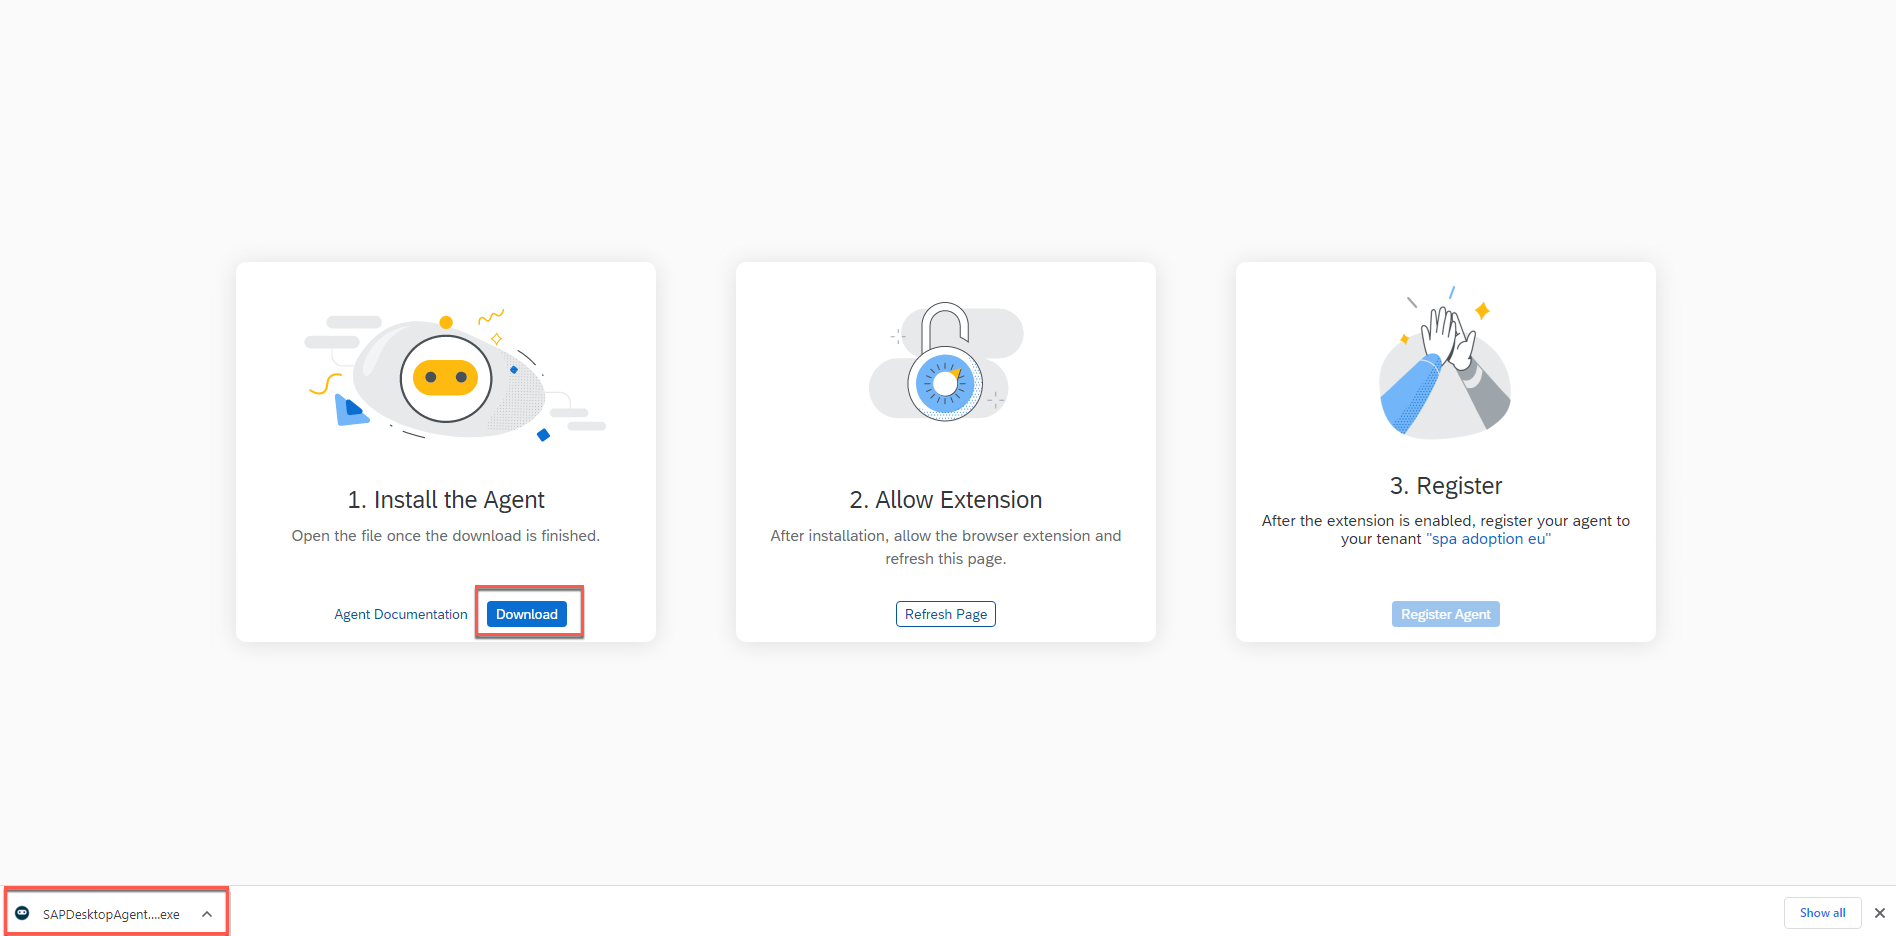 1. Install the Agent
Open the file once the download is finished.
Agent Documentation
Download
2. Allow Extension
After installation, allow the browser extension and
refresh this page.
Refresh Page
3. Register
After the extension is enabled, register your agent to
your tenant "spa adoption eu"
Register Agent
SAPDesktopAgent....exe
Show all